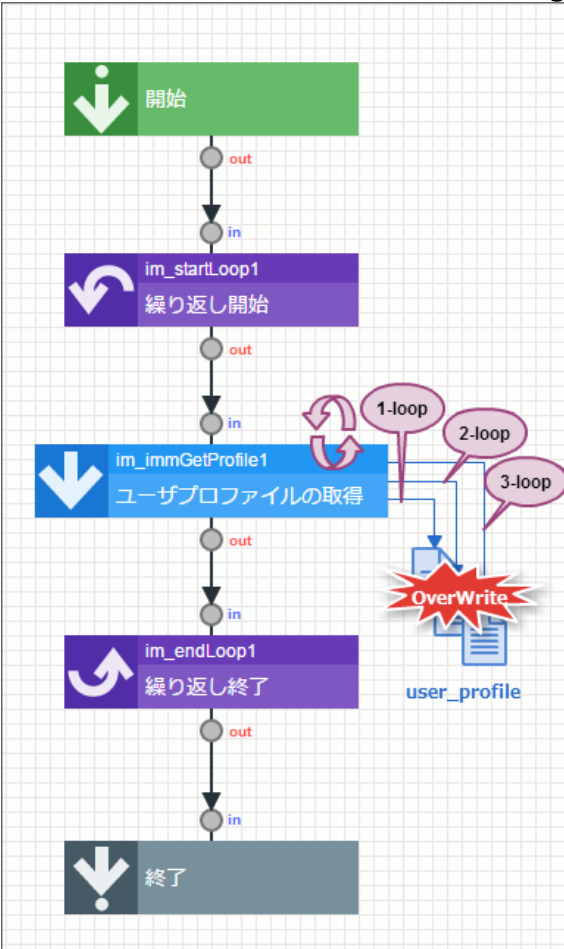 開始
out
in
im_startLoop1
繰り返し開始
out
in
1-loop
2-loop
3-loop
im_immGetProfile1
ユーザプロファイルの取得
out
OverWrite
in
im_endLoop1
繰り返し終了
user_profile
out
in
終了